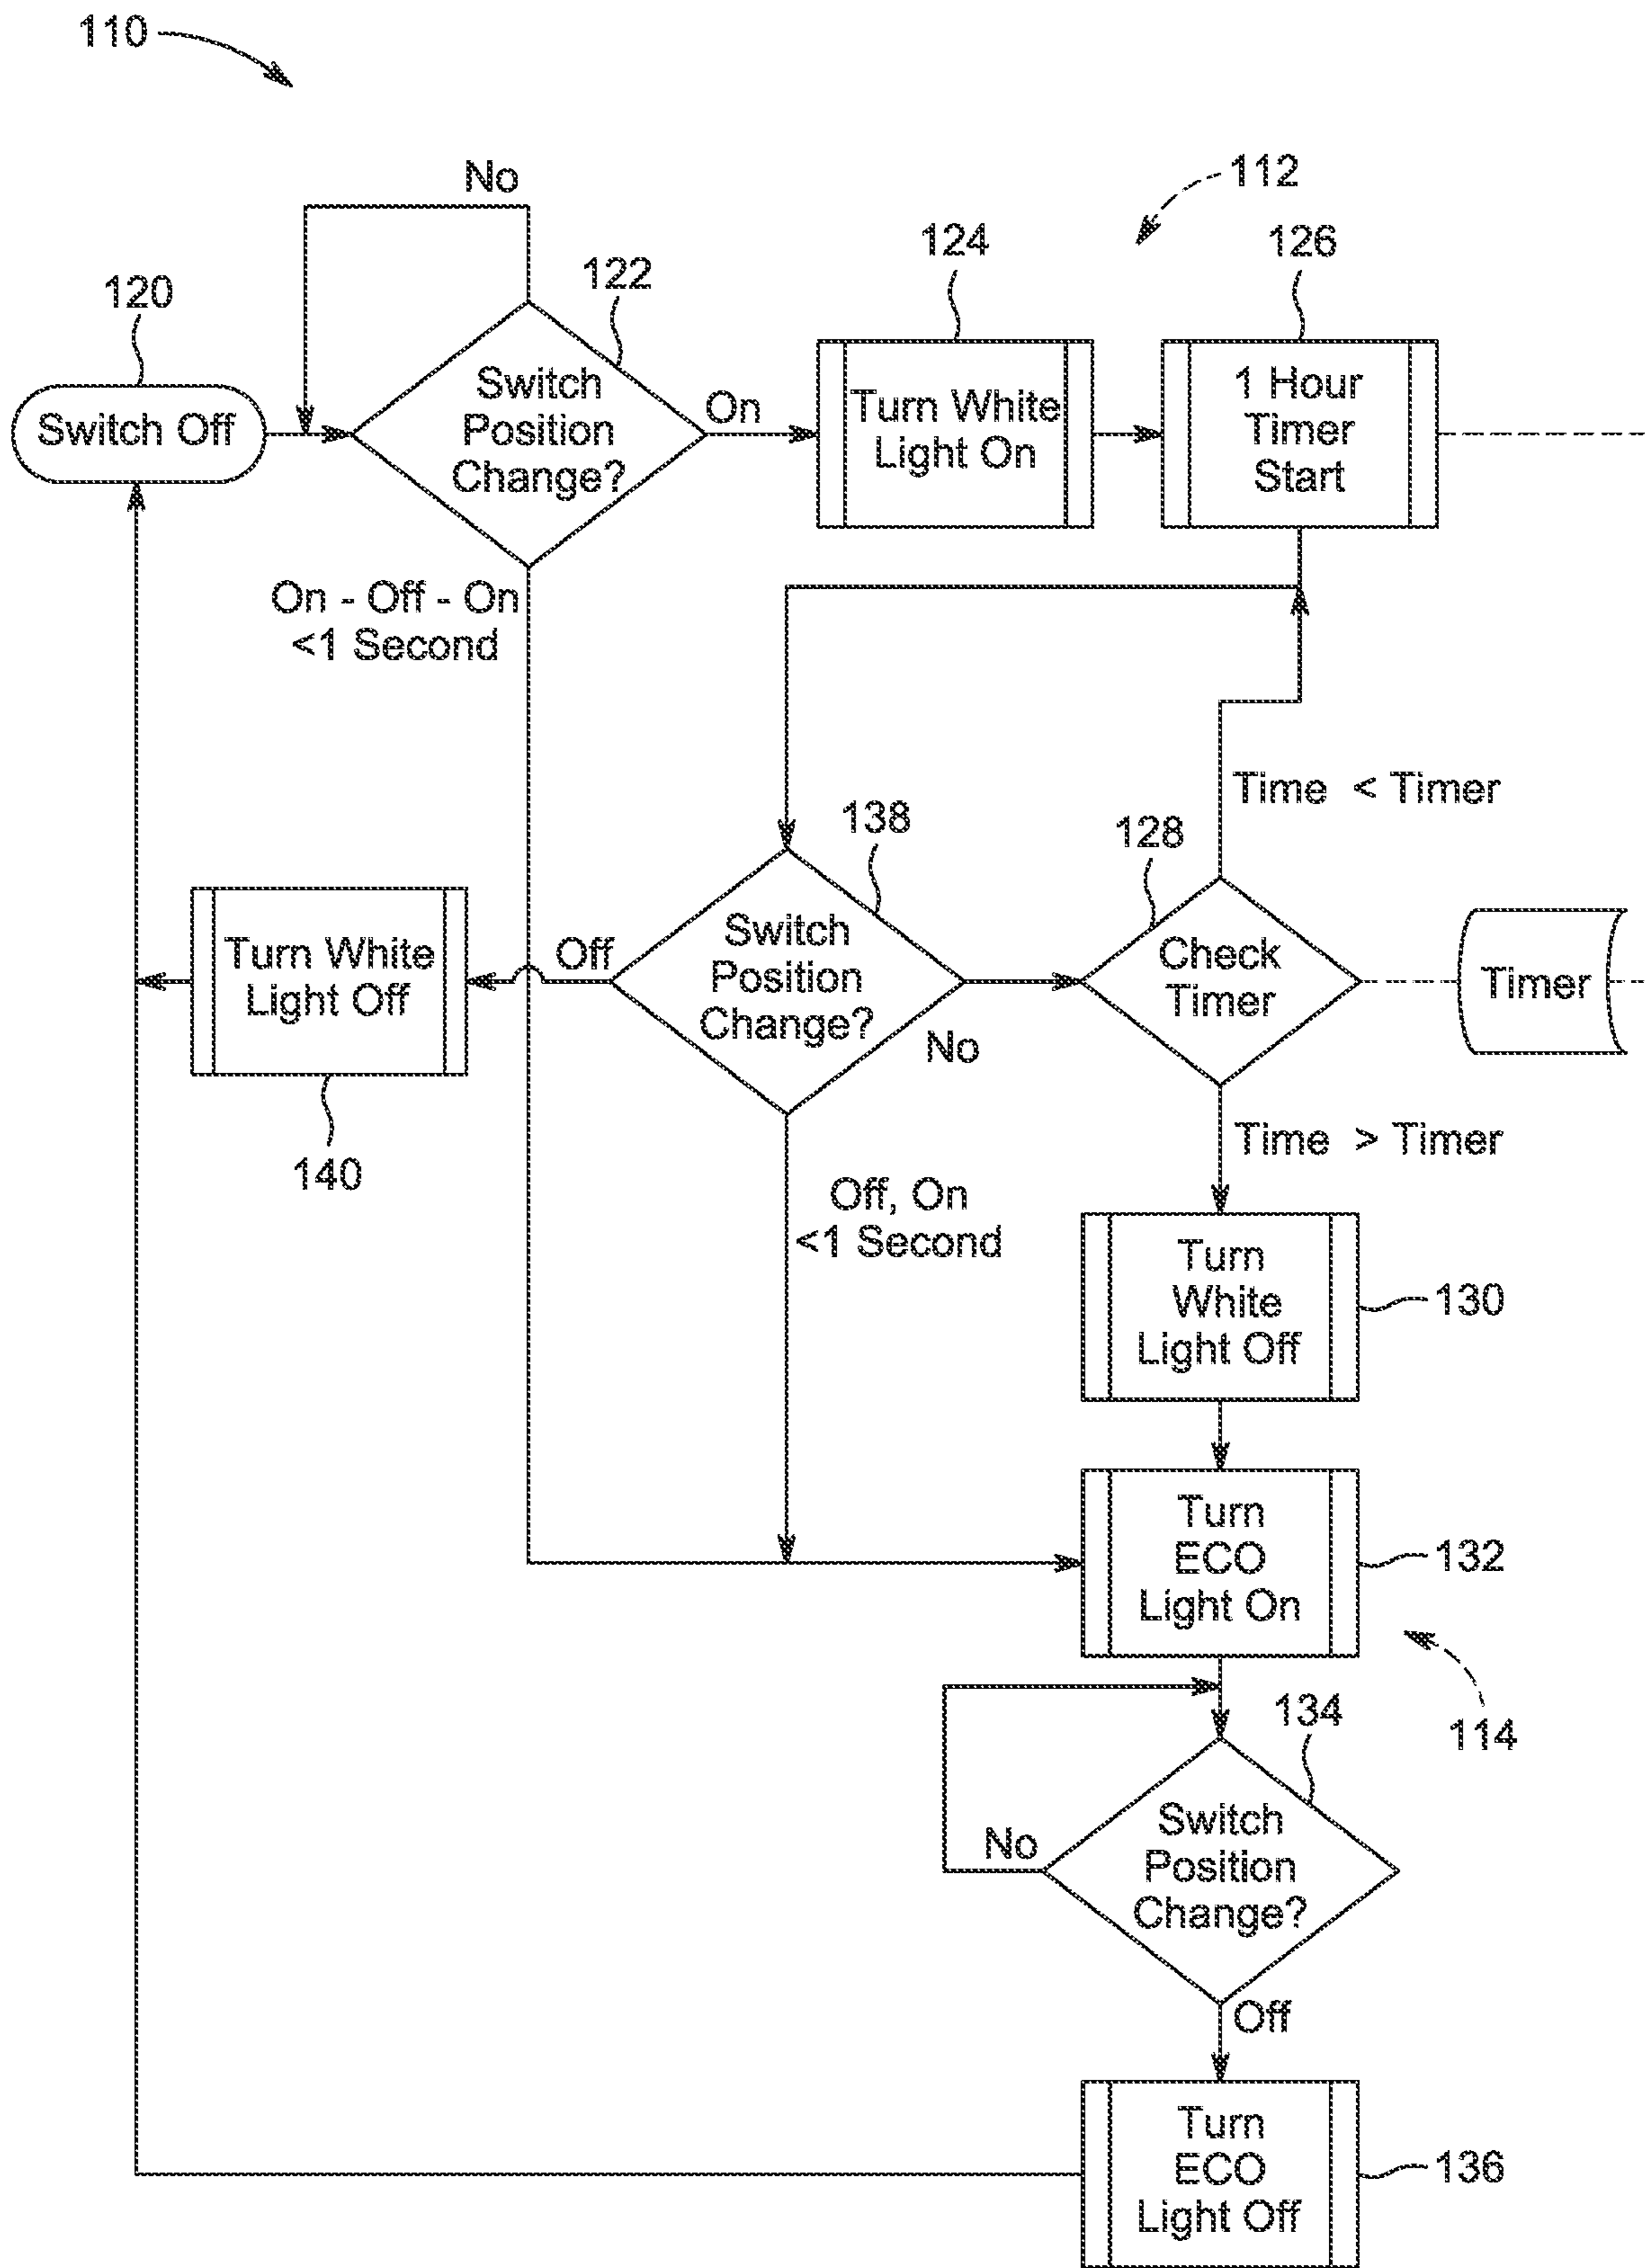 110
112
No
124
126
122
120
Switch Off
Switch
Position
Change?
On
Turn White
Light On
1 Hour
Timer
Start
On - Off - On
<1 Second
Time < Timer
138
128
Turn White
Light Off
Off
Switch
Position
Change?
No
Check
Timer
Timer
140
Time > Timer
Off, On
<1 Second
Turn
White
Light Off
130
Turn
ECO
Light On
132
114
134
No
Switch
Position
Change?
Off
Turn
ECO
Light Off
136